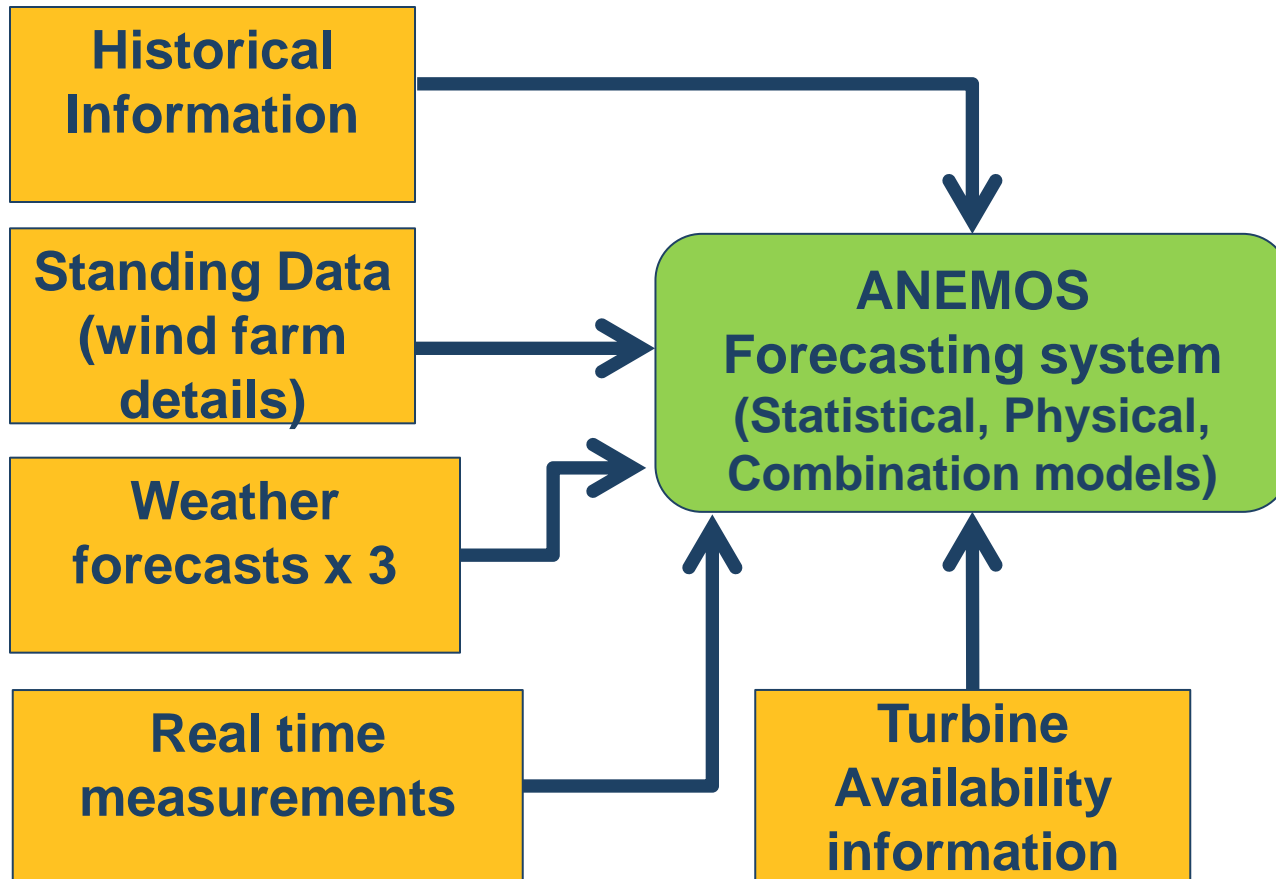 Historical
Information
Standing Data
(wind farm
details)
Weather
forecasts x 3
Real time
measurements
ANEMOS
Forecasting system
(Statistical, Physical,
Combination models)
Turbine
Availability
information